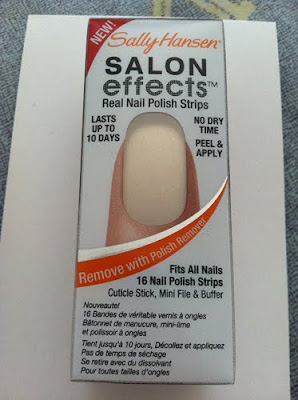 NEW!
Sally Hansen
SALON
effects™
Real Nail Polish Strips
LASTS
UP TO
10 DAYS
NO DRY
TIME
PEEL &
APPLY
Remove with Polish Remover
Fits All Nails
16 Nail Polish Strips
Cuticle Stick, Mini File & Buffer
Nouveauté!
16 Bandes de véritable vernis à ongles
Bâtonnet de manucure, mini-lime
et polissoir à ongles
Tient jusqu'à 10 jours, Décollez et appliquez
Pas de temps de séchage
Se retire avec du dissolvant
Pour toutes tailles d'ongles